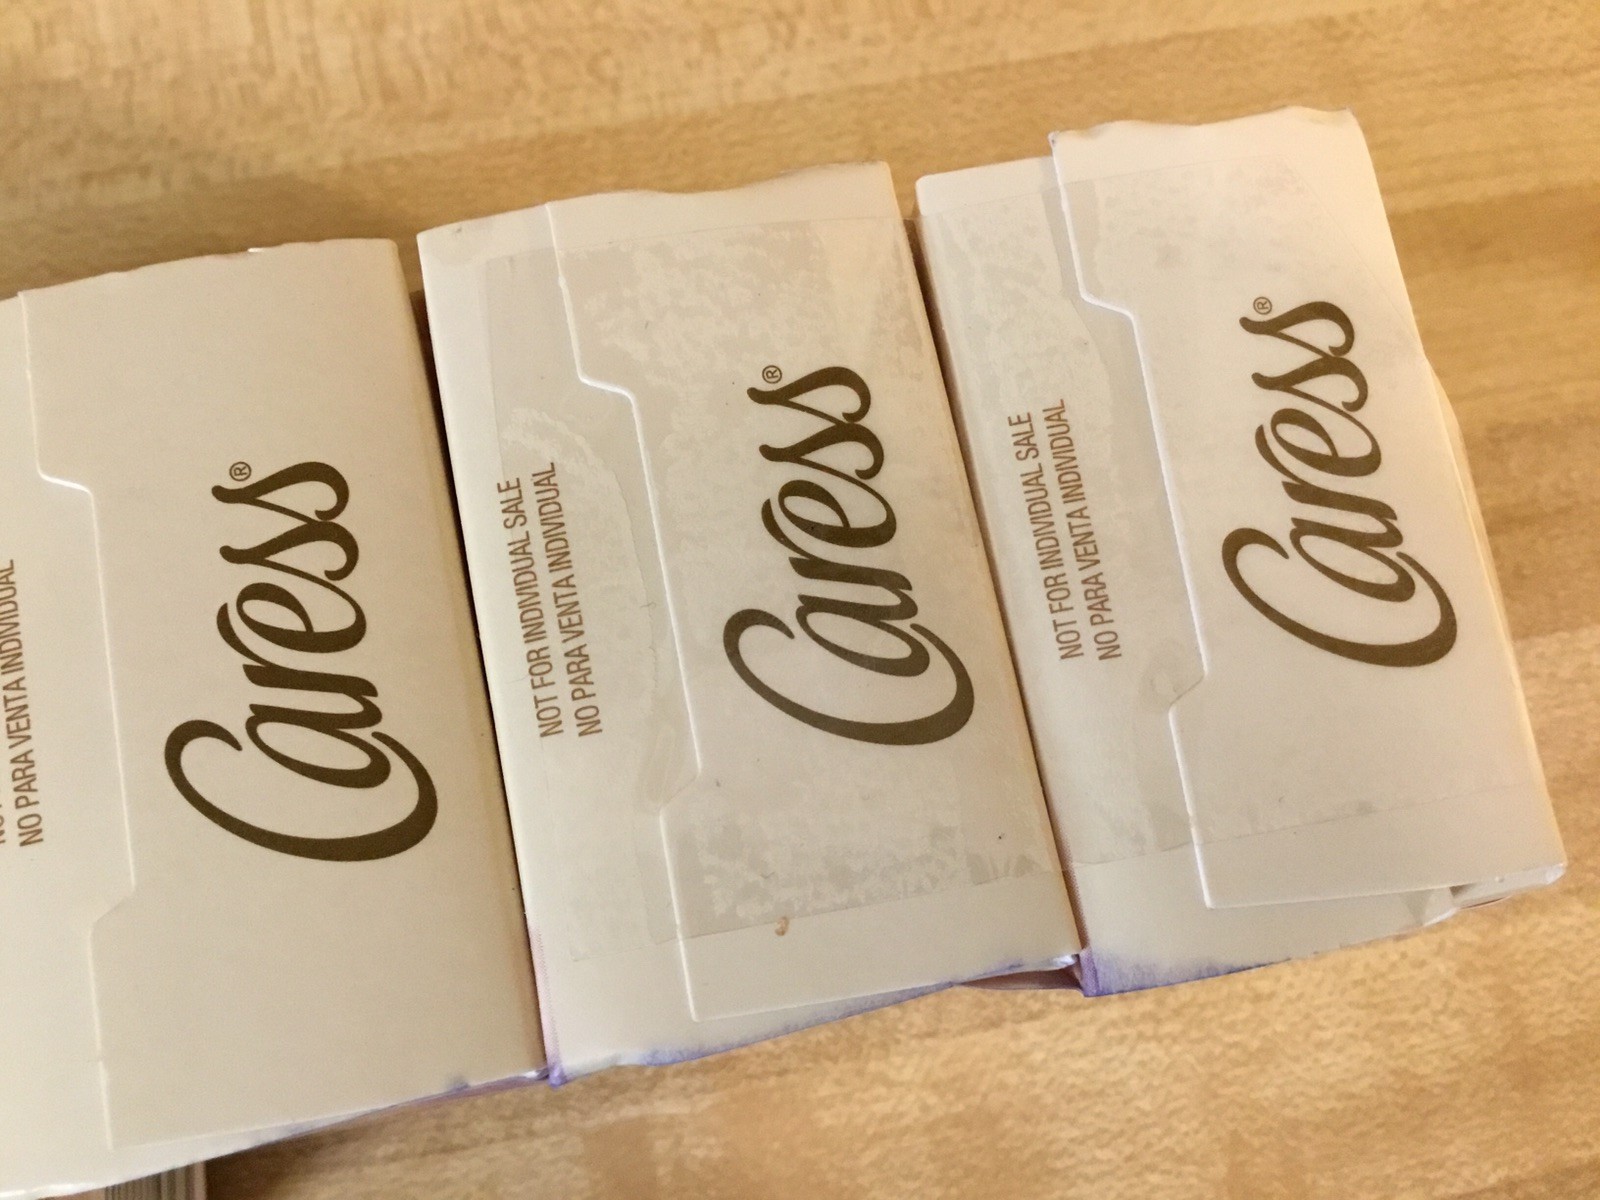 NO PARA VENTA INDIVIDUAL
Caress®
NOT FOR INDIVIDUAL SALE
NO PARA VENTA INDIVIDUAL
Caress®
NOT FOR INDIVIDUAL SALE
NO PARA VENTA INDIVIDUAL
Caress®